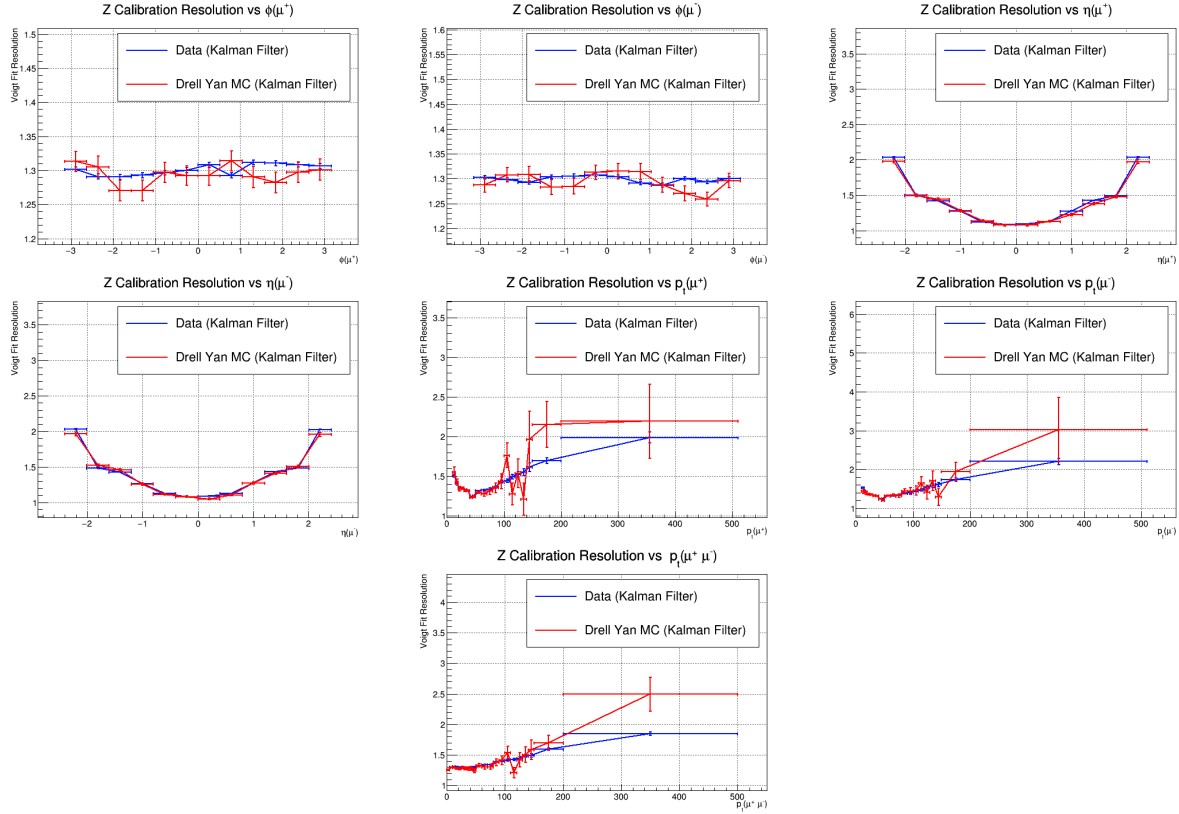 Z Calibration Resolution vs ϕ(μ⁺)
Voigt Fit Resolution
1.5
1.45
1.4
1.35
1.3
1.25
1.2
Data (Kalman Filter)
Drell Yan MC (Kalman Filter)
−3 −2 −1 0 1 2 3
ϕ(μ⁺)
Z Calibration Resolution vs ϕ(μ⁻)
Voigt Fit Resolution
1.6
1.55
1.5
1.45
1.4
1.35
1.3
1.25
1.2
Data (Kalman Filter)
Drell Yan MC (Kalman Filter)
−3 −2 −1 0 1 2 3
ϕ(μ⁻)
Z Calibration Resolution vs η(μ⁺)
Voigt Fit Resolution
3.5
3
2.5
2
1.5
1
Data (Kalman Filter)
Drell Yan MC (Kalman Filter)
−2 −1 0 1 2
η(μ⁺)
Z Calibration Resolution vs η(μ⁻)
Voigt Fit Resolution
3.5
3
2.5
2
1.5
1
Data (Kalman Filter)
Drell Yan MC (Kalman Filter)
−2 −1 0 1 2
η(μ⁻)
Z Calibration Resolution vs pₜ(μ⁺)
Voigt Fit Resolution
3.5
3
2.5
2
1.5
1
Data (Kalman Filter)
Drell Yan MC (Kalman Filter)
0 100 200 300 400 500
pₜ(μ⁺)
Z Calibration Resolution vs pₜ(μ⁻)
Voigt Fit Resolution
6
5
4
3
2
1
Data (Kalman Filter)
Drell Yan MC (Kalman Filter)
0 100 200 300 400 500
pₜ(μ⁻)
Z Calibration Resolution vs pₜ(μ⁺ μ⁻)
Voigt Fit Resolution
4
3.5
3
2.5
2
1.5
1
Data (Kalman Filter)
Drell Yan MC (Kalman Filter)
0 100 200 300 400 500
pₜ(μ⁺ μ⁻)